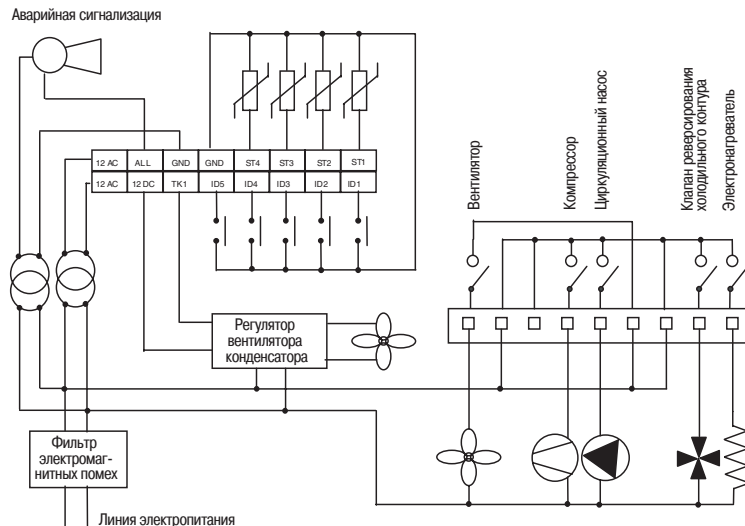 Аварийная сигнализация
12 AC ALL GND GND ST4 ST3 ST2 ST1
12 AC 12 DC TK1 ID5 ID4 ID3 ID2 ID1
Вентилятор
Компрессор
Циркуляционный насос
Клапан реверсирования
холодильного контура
Электронагреватель
Регулятор
вентилятора
конденсатора
Фильтр
электромаг-
нитных помех
Линия электропитания